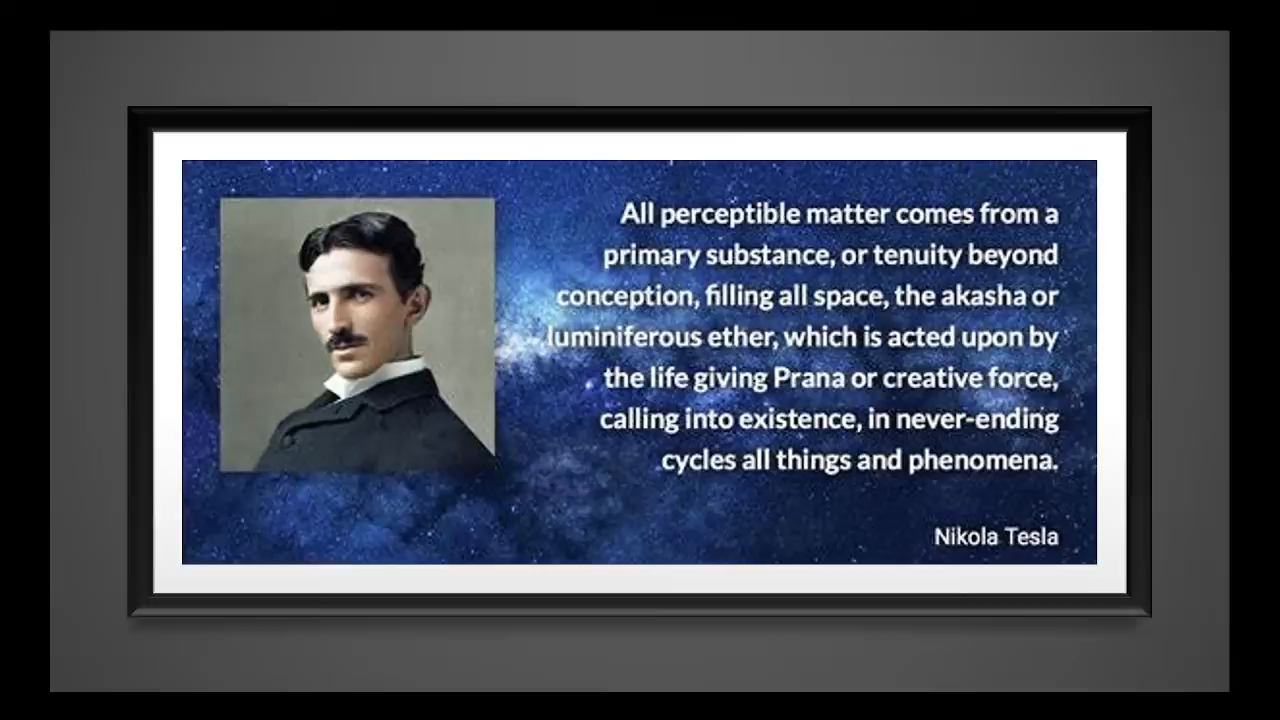 All perceptible matter comes from a
primary substance, or tenuity beyond
conception, filling all space, the akasha or
luminiferous ether, which is acted upon by
the life giving Prana or creative force,
calling into existence, in never-ending
cycles all things and phenomena.
Nikola Tesla